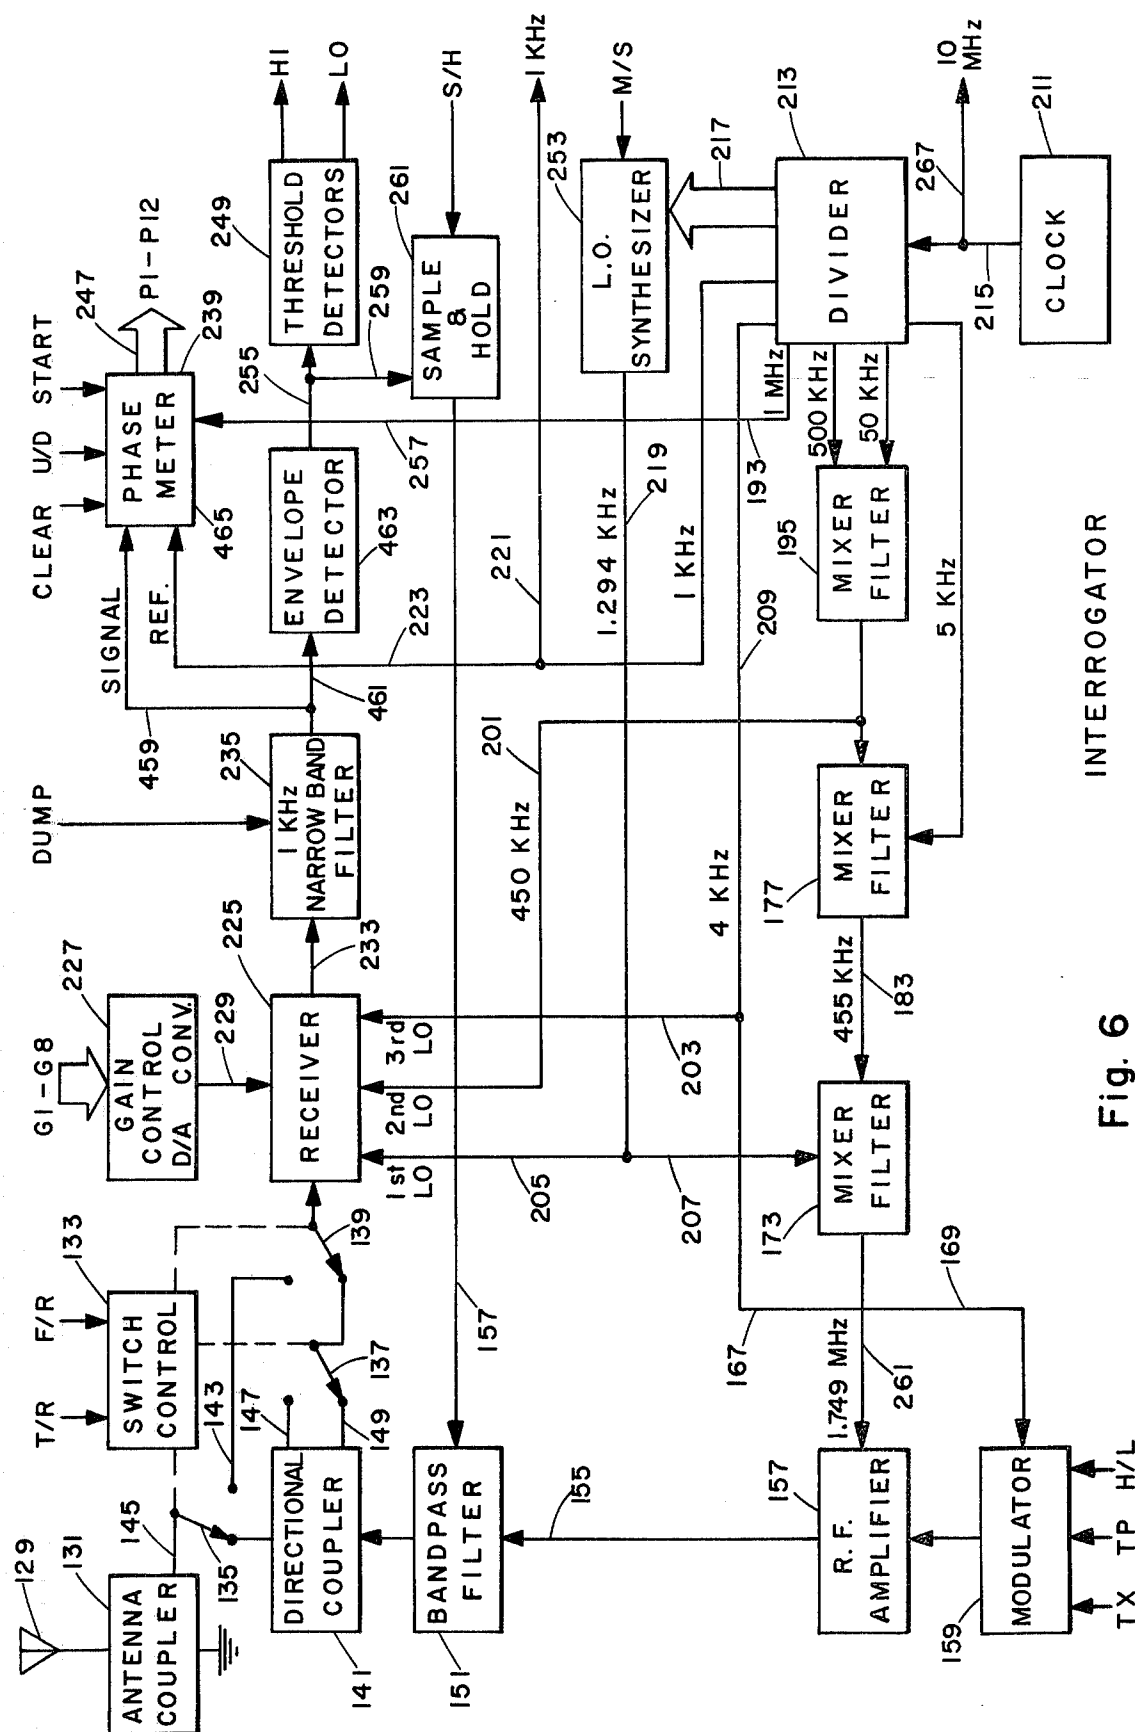 129
131
ANTENNA
COUPLER
145
135
T/R
F/R
133
SWITCH
CONTROL
143
147
149
137
139
141
DIRECTIONAL
COUPLER
151
BANDPASS
FILTER
155
157
R.F.
AMPLIFIER
157
159
MODULATOR
TX
TP
H/L
G1-G8
227
GAIN
CONTROL
D/A CONV.
229
225
RECEIVER
1st
LO
2nd
LO
3rd
LO
233
205
203
207
157
167
169
1.749 MHz
261
173
MIXER
FILTER
455 KHz
183
DUMP
235
1 KHz
NARROW BAND
FILTER
459
461
SIGNAL
REF.
450 KHz
201
4 KHz
209
177
MIXER
FILTER
CLEAR
U/D
START
465
PHASE
METER
247
P1-P12
239
ENVELOPE
DETECTOR
463
223
221
255
257
259
1.294 KHz
219
1 KHz
193
195
MIXER
FILTER
5 KHz
1 MHz
500 KHz
50 KHz
249
THRESHOLD
DETECTORS
HI
LO
261
SAMPLE
&
HOLD
S/H
1 KHz
253
L.O.
SYNTHESIZER
M/S
217
213
DIVIDER
267
10
MHz
215
211
CLOCK
INTERROGATOR
Fig. 6